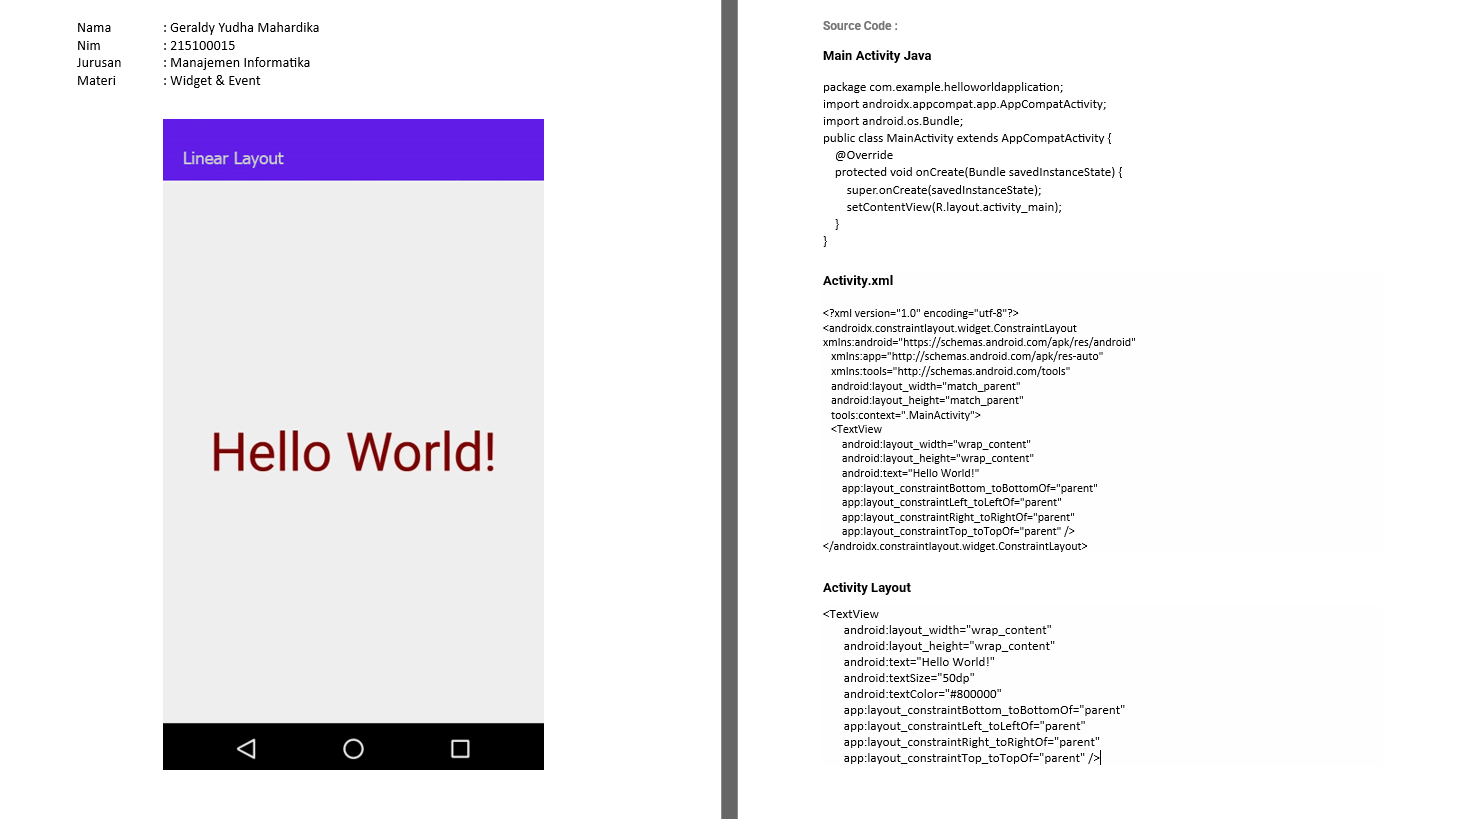 Nama : Geraldy Yudha Mahardika
Nim : 215100015
Jurusan : Manajemen Informatika
Materi : Widget & Event
Linear Layout
Hello World!
Source Code :
Main Activity Java
package com.example.helloworldapplication;
import androidx.appcompat.app.AppCompatActivity;
import android.os.Bundle;
public class MainActivity extends AppCompatActivity {
@Override
protected void onCreate(Bundle savedInstanceState) {
super.onCreate(savedInstanceState);
setContentView(R.layout.activity_main);
}
}
Activity.xml
<?xml version="1.0" encoding="utf-8"?>
<androidx.constraintlayout.widget.ConstraintLayout
xmlns:android="https://schemas.android.com/apk/res/android"
xmlns:app="http://schemas.android.com/apk/res-auto"
xmlns:tools="http://schemas.android.com/tools"
android:layout_width="match_parent"
android:layout_height="match_parent"
tools:context=".MainActivity">
<TextView
android:layout_width="wrap_content"
android:layout_height="wrap_content"
android:text="Hello World!"
app:layout_constraintBottom_toBottomOf="parent"
app:layout_constraintLeft_toLeftOf="parent"
app:layout_constraintRight_toRightOf="parent"
app:layout_constraintTop_toTopOf="parent" />
</androidx.constraintlayout.widget.ConstraintLayout>
Activity Layout
<TextView
android:layout_width="wrap_content"
android:layout_height="wrap_content"
android:text="Hello World!"
android:textSize="50dp"
android:textColor="#800000"
app:layout_constraintBottom_toBottomOf="parent"
app:layout_constraintLeft_toLeftOf="parent"
app:layout_constraintRight_toRightOf="parent"
app:layout_constraintTop_toTopOf="parent" />